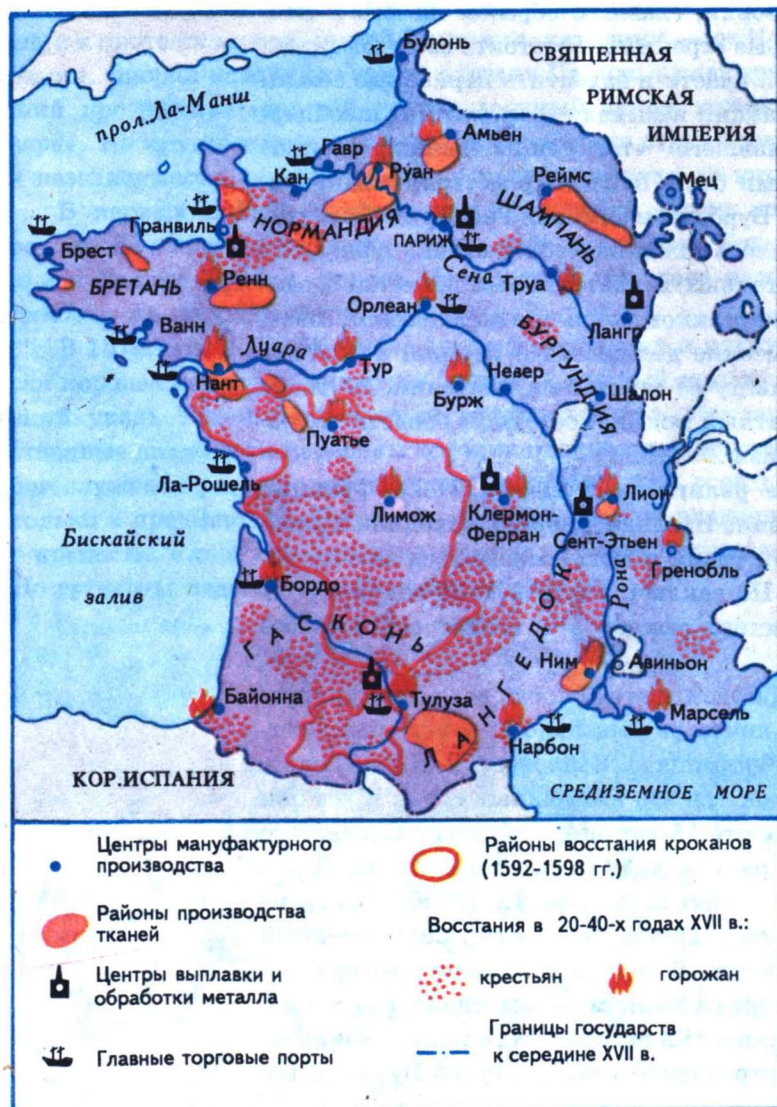 Булонь
СВЯЩЕННАЯ
РИМСКАЯ
ИМПЕРИЯ
прол.Ла-Манш
Амьен
Гавр
Руан
Кан
Реймс
Мец
НОРМАНДИЯ
ШАМПАНЬ
Гранвиль
ПАРИЖ
Брест
Сена
БРЕТАНЬ
Ренн
Труа
Орлеан
Лангр
Ванн
Луара
БУРГУНДИЯ
Тур
Невер
Нант
Бурж
Шалон
Пуатье
Ла-Рошель
Лимож
Клермон-
Ферран
Лион
Сент-Этьен
Бискайский
залив
Гренобль
Бордо
Рона
ГАСКОНЬ
ЛАНГЕДОК
Ним
Авиньон
Байонна
Тулуза
Марсель
Нарбон
КОР.ИСПАНИЯ
СРЕДИЗЕМНОЕ МОРЕ
Центры мануфактурного
производства
Районы производства
тканей
Центры выплавки и
обработки металла
Главные торговые порты
Районы восстания кроканов
(1592-1598 гг.)
Восстания в 20-40-х годах XVII в.:
крестьян
горожан
Границы государств
к середине XVII в.